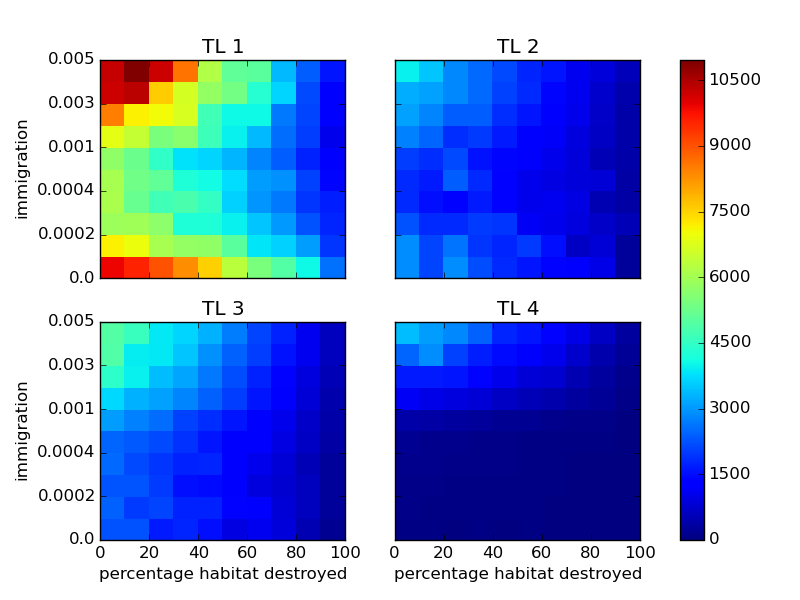 TL 1
TL 2
0.005
0.003
0.001
0.0004
0.0002
0.0
immigration
10500
9000
7500
6000
4500
3000
1500
0
TL 3
TL 4
0.005
0.003
0.001
0.0004
0.0002
0.0
immigration
0 20 40 60 80 100
0 20 40 60 80 100
percentage habitat destroyed
percentage habitat destroyed